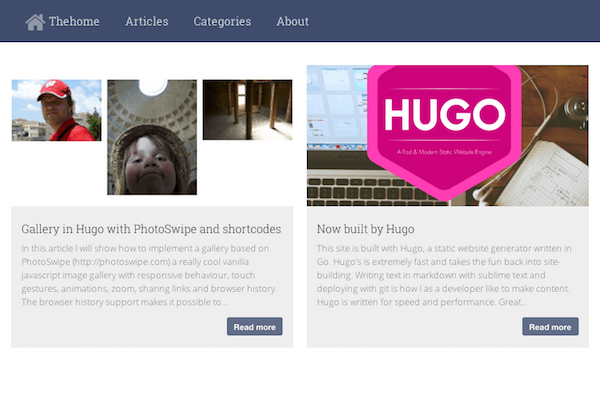 Thehome Articles Categories About
HUGO
A Fast & Modern Static Website Engine
Gallery in Hugo with PhotoSwipe and shortcodes
In this article I will show how to implement a gallery based on
PhotoSwipe (http://photoswipe.com) a really cool vanilla
javascript image gallery with responsive behaviour, touch
gestures, animations, zoom, sharing links and browser history.
The browser history support makes it possible to...
Read more
Now built by Hugo
This site is built with Hugo, a static website generator written in
Go. Hugo's is extremely fast and takes the fun back into site-
building. Writing text in markdown with sublime text and
deploying with git is how I as a developer like to make content.
Hugo is written for speed and performance. Great...
Read more